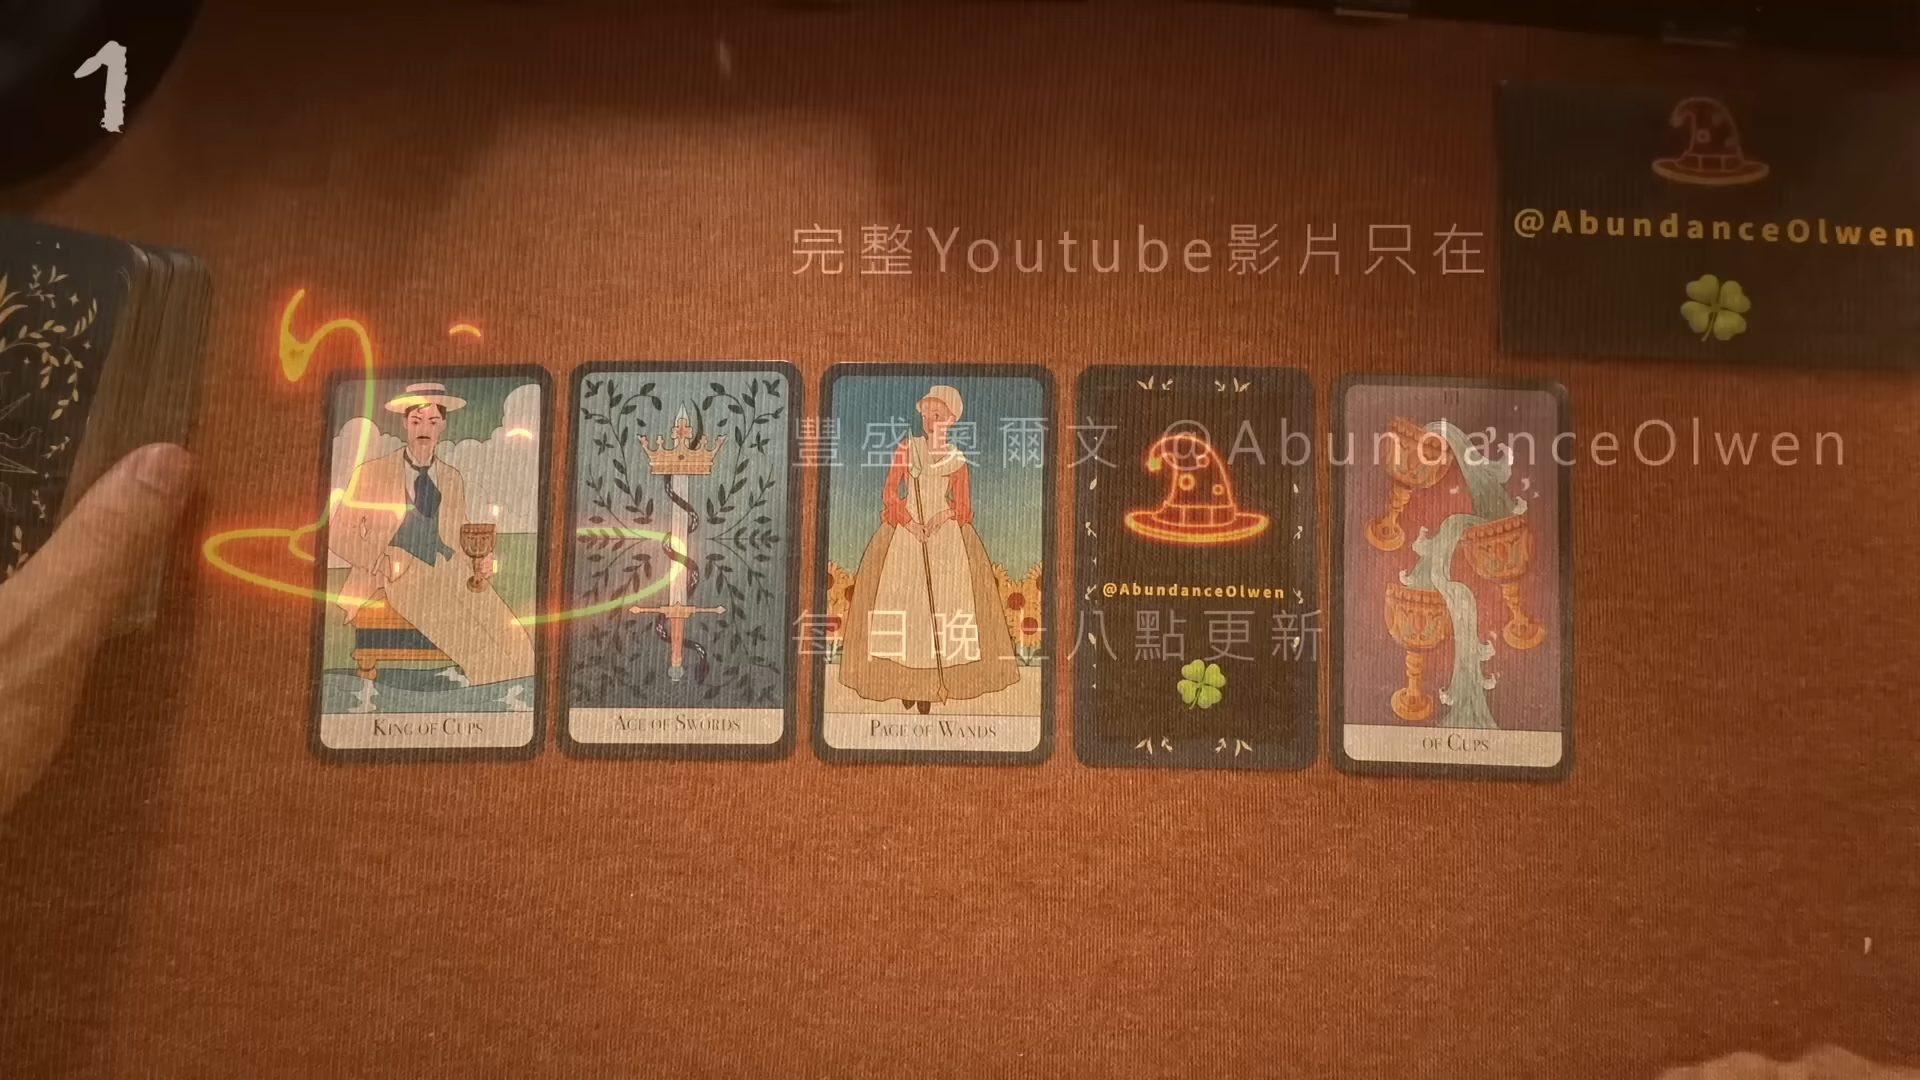 1
完整Youtube影片只在
@AbundanceOlwen
豐盛奧爾文 @AbundanceOlwen
@AbundanceOlwen
每日晚上八點更新
KING OF CUPS
ACE OF SWORDS
PAGE OF WANDS
III
OF CUPS